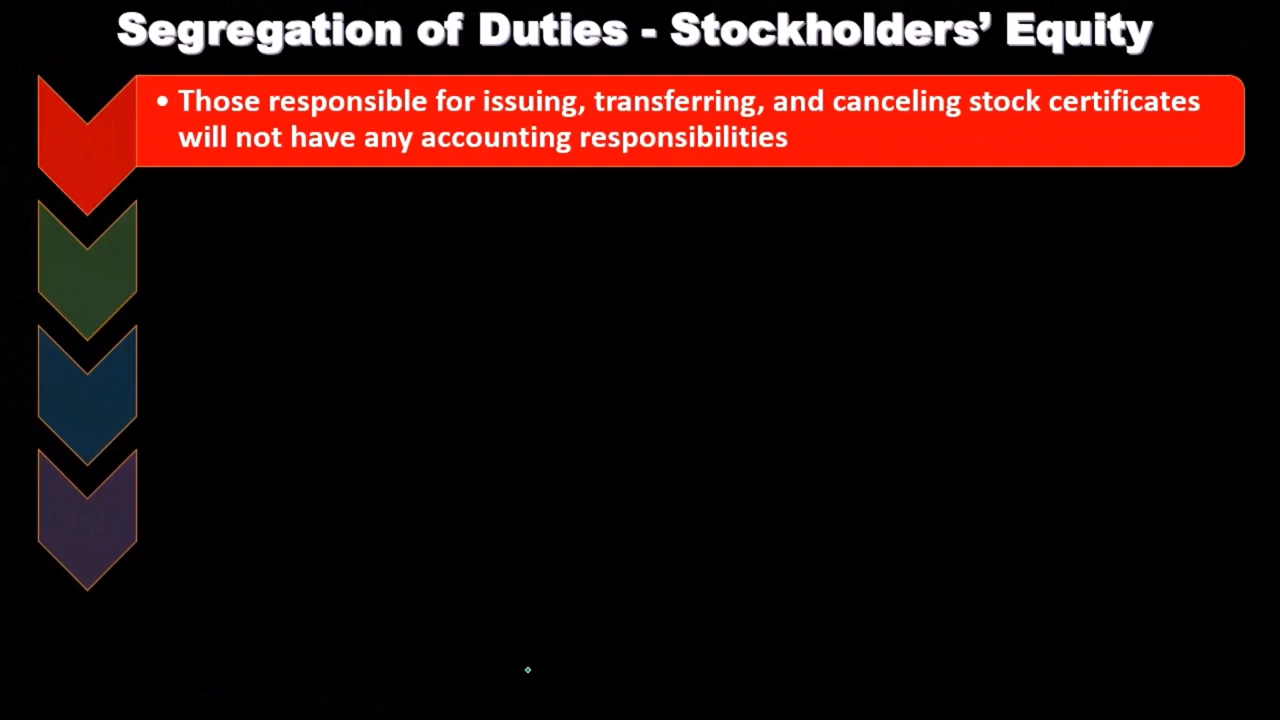 Segregation of Duties - Stockholders’ Equity
• Those responsible for issuing, transferring, and canceling stock certificates
will not have any accounting responsibilities